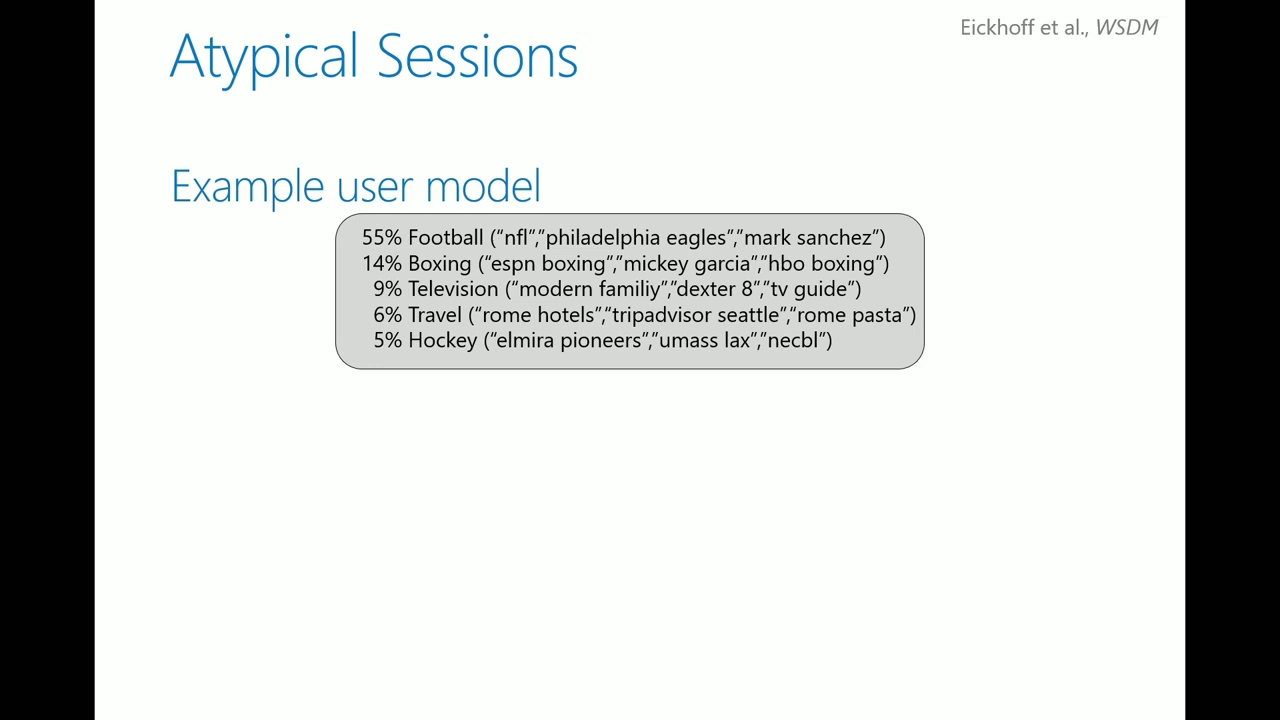 Eickhoff et al., WSDM
Atypical Sessions
Example user model
55% Football (“nfl”,“philadelphia eagles”,“mark sanchez”)
14% Boxing (“espn boxing”,“mickey garcia”,“hbo boxing”)
9% Television (“modern familiy”,“dexter 8”,“tv guide”)
6% Travel (“rome hotels”,“tripadvisor seattle”,“rome pasta”)
5% Hockey (“elmira pioneers”,“umass lax”,“necbl”)